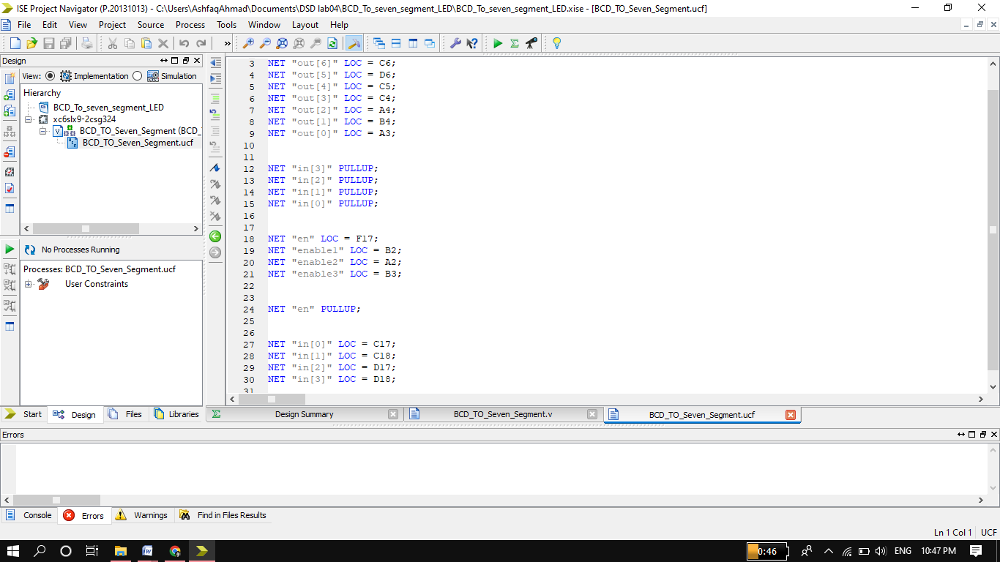 ISE Project Navigator (P.20131013) - C:\Users\AshfaqAhmad\Documents\DSD lab04\BCD_To_seven_segment_LED\BCD_To_seven_segment_LED.xise - [BCD_TO_Seven_Segment.ucf]
File Edit View Project Source Process Tools Window Layout Help
»
Design
View: Implementation Simulation
Hierarchy
BCD_To_seven_segment_LED
xc6slx9-2csg324
BCD_TO_Seven_Segment (BCD_
BCD_TO_Seven_Segment.ucf
No Processes Running
Processes: BCD_TO_Seven_Segment.ucf
User Constraints
Start Design Files Libraries
3 NET "out[6]" LOC = C6;
4 NET "out[5]" LOC = D6;
5 NET "out[4]" LOC = C5;
6 NET "out[3]" LOC = C4;
7 NET "out[2]" LOC = A4;
8 NET "out[1]" LOC = B4;
9 NET "out[0]" LOC = A3;
10
11
12 NET "in[3]" PULLUP;
13 NET "in[2]" PULLUP;
14 NET "in[1]" PULLUP;
15 NET "in[0]" PULLUP;
16
17
18 NET "en" LOC = F17;
19 NET "enable1" LOC = B2;
20 NET "enable2" LOC = A2;
21 NET "enable3" LOC = B3;
22
23
24 NET "en" PULLUP;
25
26
27 NET "in[0]" LOC = C17;
28 NET "in[1]" LOC = C18;
29 NET "in[2]" LOC = D17;
30 NET "in[3]" LOC = D18;
31
Design Summary BCD_TO_Seven_Segment.v BCD_TO_Seven_Segment.ucf
Errors
Console Errors Warnings Find in Files Results
Ln 1 Col 1 UCF
0:46 ENG 10:47 PM